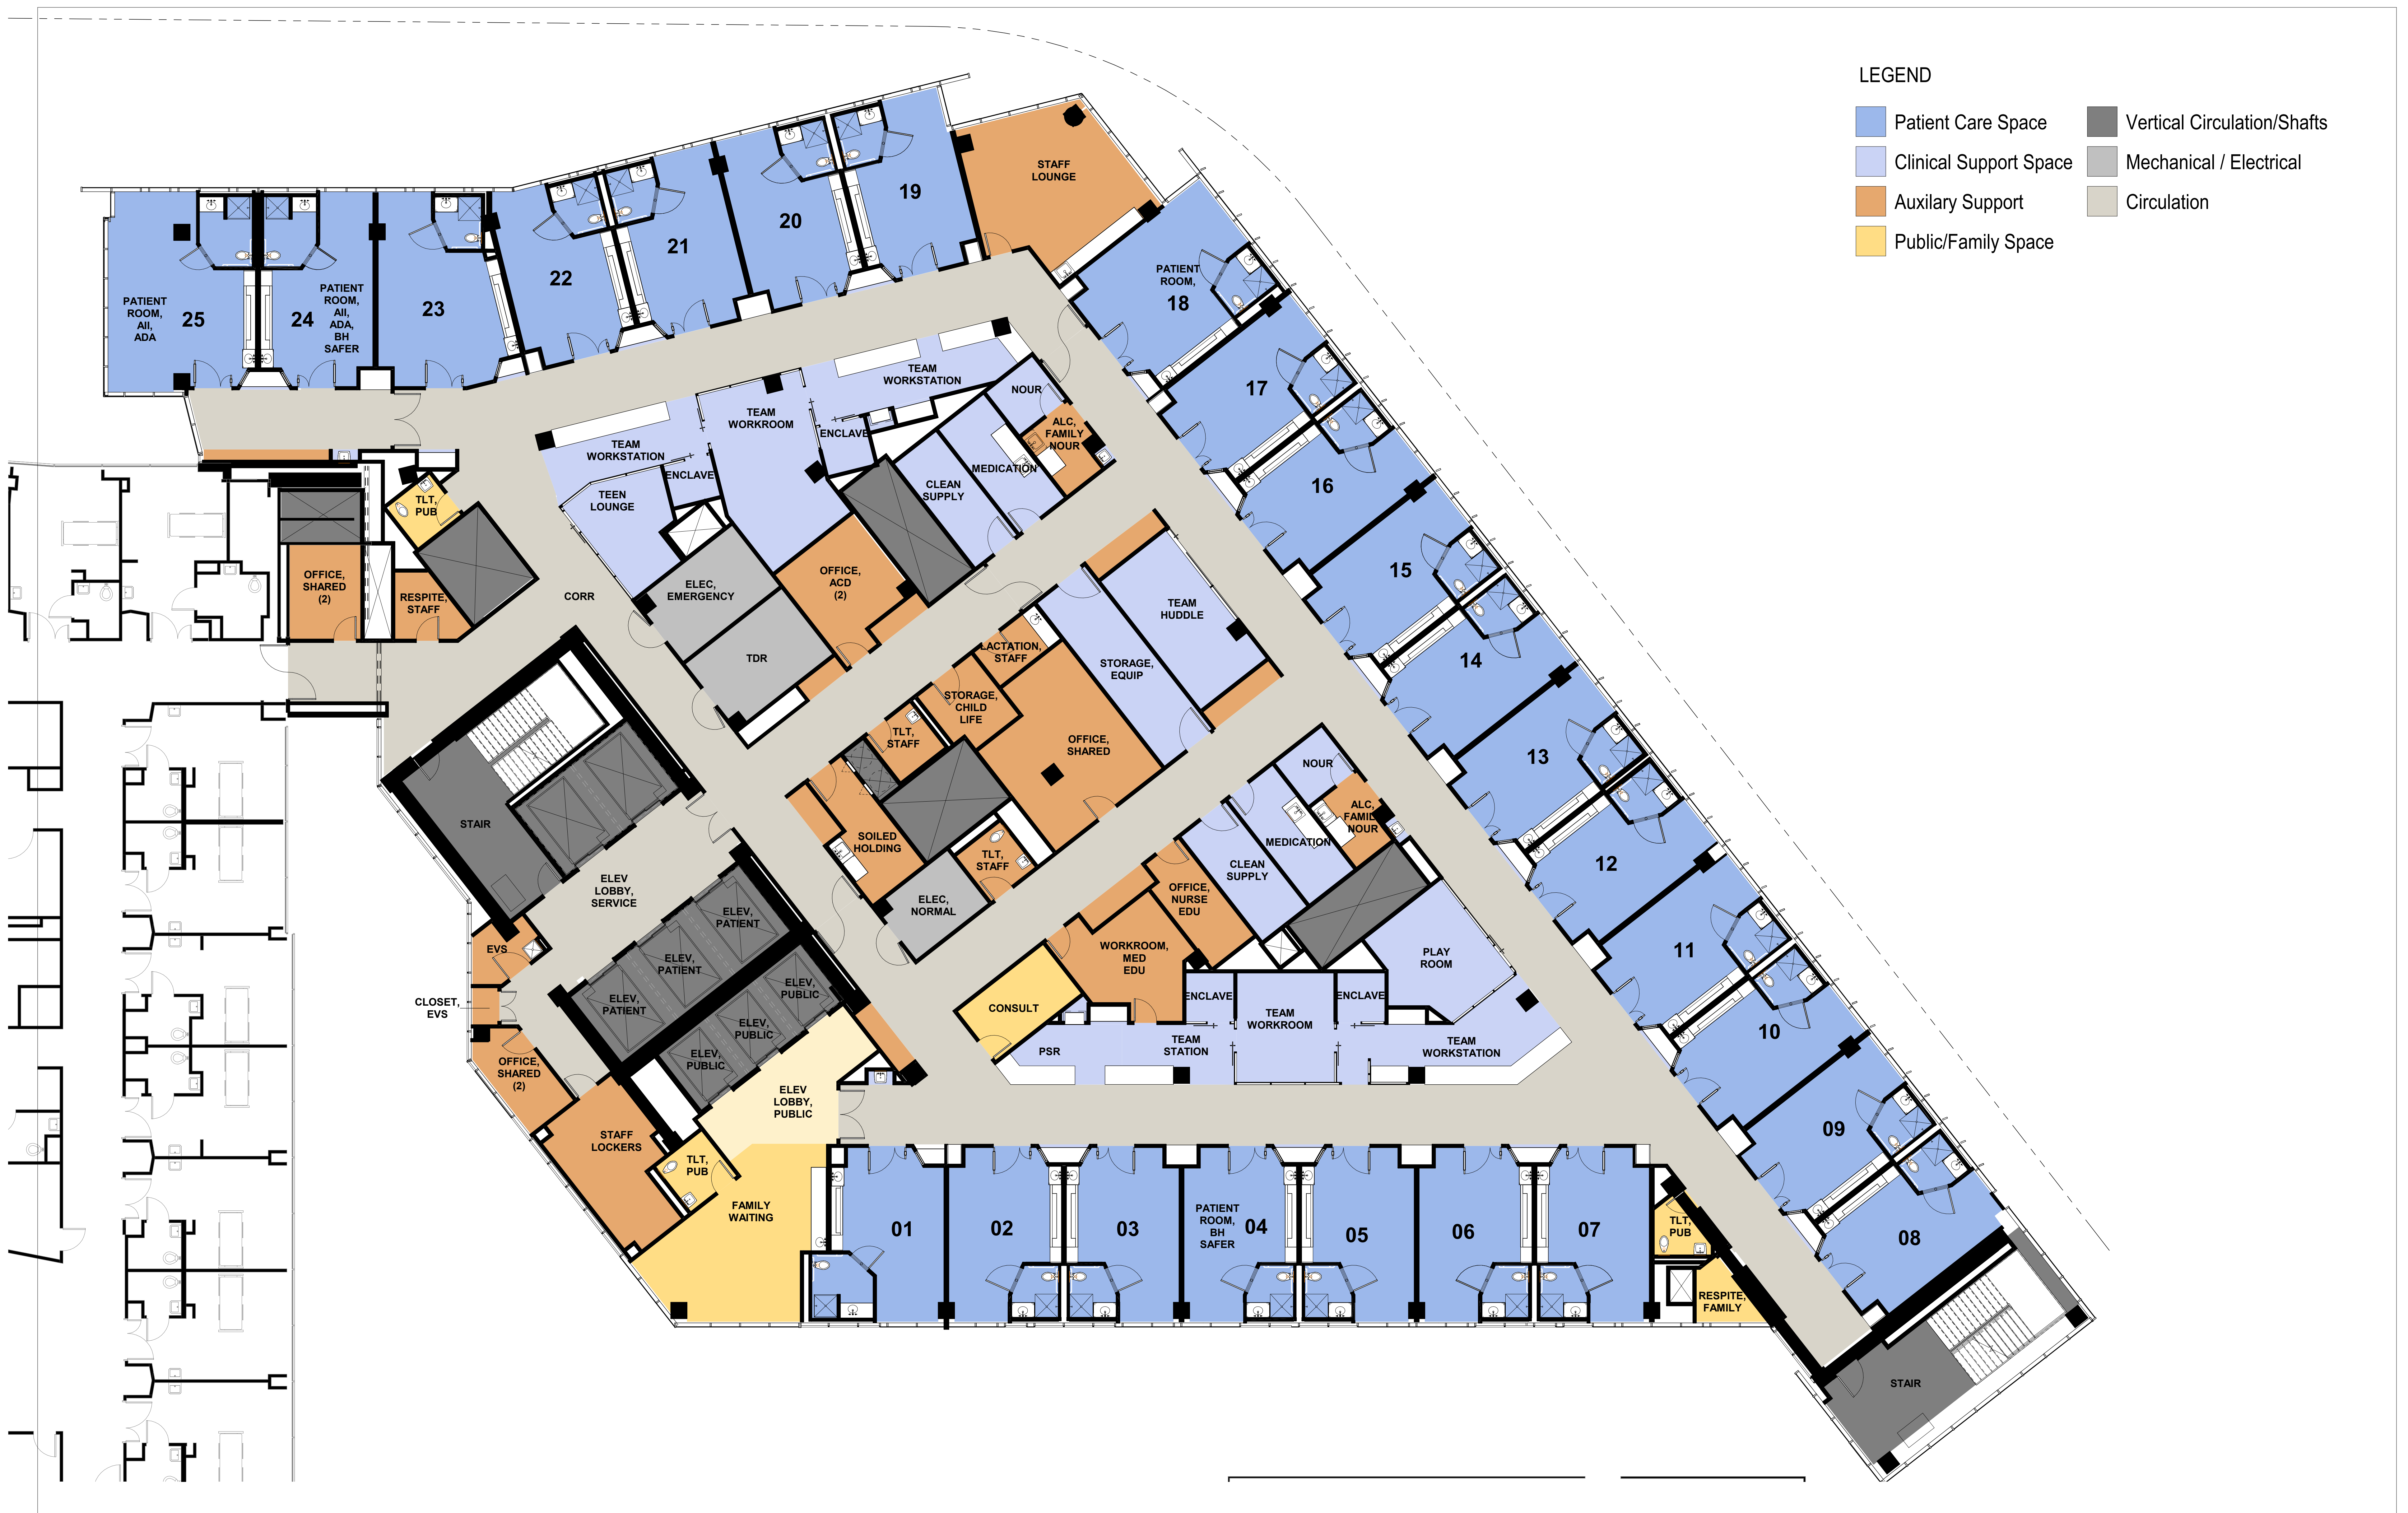 LEGEND
Patient Care Space
Vertical Circulation/Shafts
Clinical Support Space
Mechanical / Electrical
Auxilary Support
Circulation
Public/Family Space
STAFF
LOUNGE
19
20
21
22
23
PATIENT
ROOM,
AII,
ADA,
BH
SAFER
24
25
PATIENT
ROOM,
AII,
ADA
PATIENT
ROOM,
18
17
16
15
14
13
12
11
10
09
08
TEAM
WORKSTATION
TEAM
WORKROOM
NOUR
ENCLAVE
ALC,
FAMILY
NOUR
TEAM
WORKSTATION
MEDICATION
ENCLAVE
CLEAN
SUPPLY
TEEN
LOUNGE
TLT,
PUB
OFFICE,
SHARED
(2)
RESPITE,
STAFF
CORR
ELEC,
EMERGENCY
OFFICE,
ACD
(2)
TDR
TEAM
HUDDLE
LACTATION,
STAFF
STORAGE,
EQUIP
STORAGE,
CHILD
LIFE
TLT,
STAFF
OFFICE,
SHARED
NOUR
STAIR
ALC,
FAMILY
NOUR
SOILED
HOLDING
MEDICATION
TLT,
STAFF
CLEAN
SUPPLY
ELEV
LOBBY,
SERVICE
OFFICE,
NURSE
EDU
ELEC,
NORMAL
ELEV,
PATIENT
EVS
ELEV,
PATIENT
WORKROOM,
MED
EDU
PLAY
ROOM
ELEV,
PUBLIC
ELEV,
PATIENT
CLOSET,
EVS
CONSULT
ENCLAVE
ENCLAVE
ELEV,
PUBLIC
TEAM
WORKROOM
PSR
TEAM
STATION
TEAM
WORKSTATION
ELEV,
PUBLIC
OFFICE,
SHARED
(2)
ELEV
LOBBY,
PUBLIC
STAFF
LOCKERS
TLT,
PUB
FAMILY
WAITING
01
02
03
PATIENT
ROOM,
BH
SAFER
04
05
06
07
TLT,
PUB
RESPITE,
FAMILY
STAIR